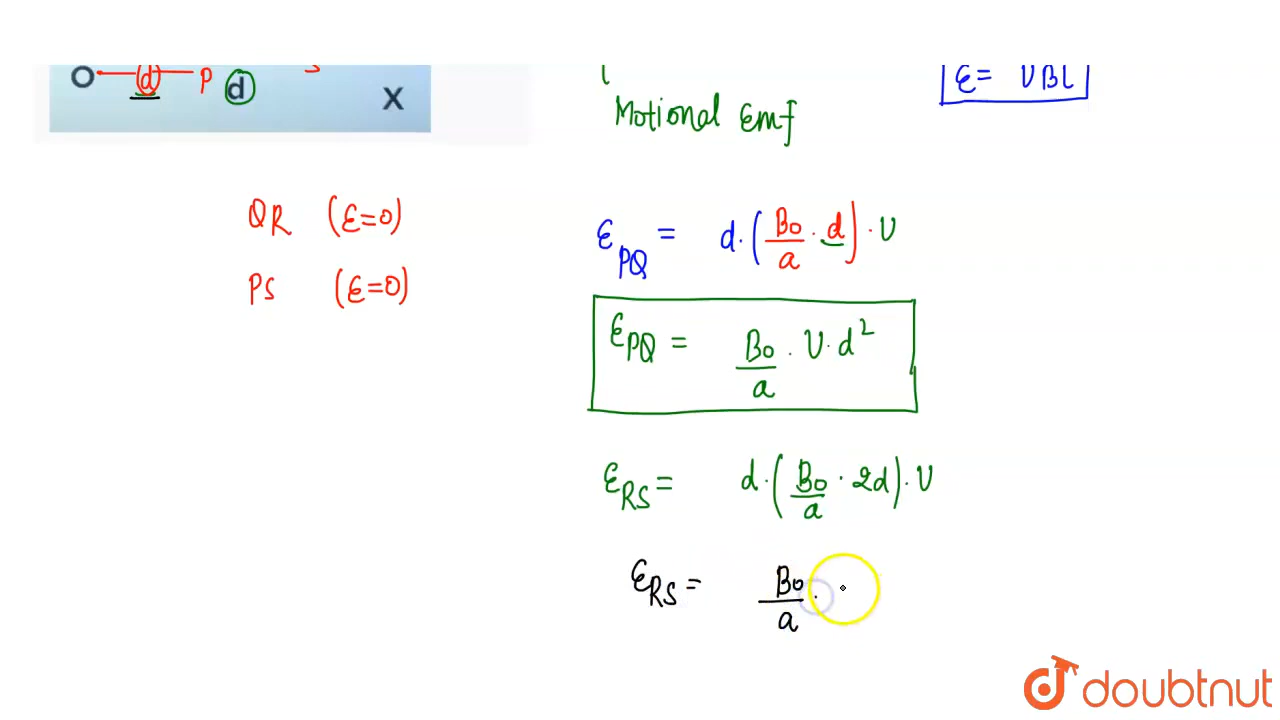 O (d) P d S X
ε = VBl
Motional Emf
QR (ε=0)
PS (ε=0)
ε_PQ = d·(B₀/a · d)·V
ε_PQ = B₀/a · V·d²
ε_RS = d·(B₀/a · 2d)·V
ε_RS = B₀/a ·
doubtnut